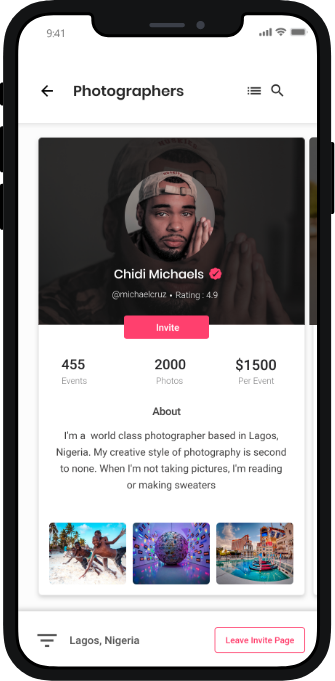 9:41
Photographers
Chidi Michaels
@michaelcruz • Rating : 4.9
Invite
455 2000 $1500
Events Photos Per Event
About
I'm a world class photographer based in Lagos,
Nigeria. My creative style of photography is second
to none. When I'm not taking pictures, I'm reading
or making sweaters
Lagos, Nigeria
Leave Invite Page